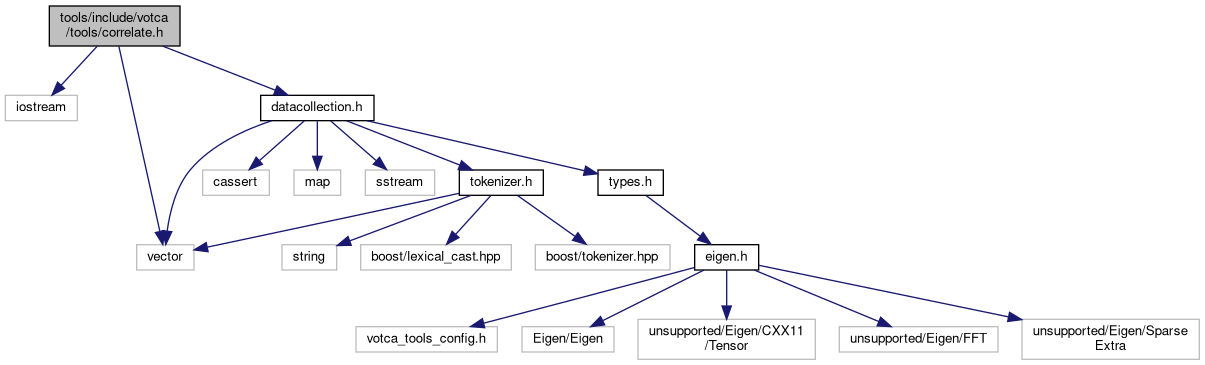 tools/include/votca
/tools/correlate.h
iostream
datacollection.h
cassert
map
sstream
tokenizer.h
types.h
vector
string
boost/lexical_cast.hpp
boost/tokenizer.hpp
eigen.h
votca_tools_config.h
Eigen/Eigen
unsupported/Eigen/CXX11
/Tensor
unsupported/Eigen/FFT
unsupported/Eigen/Sparse
Extra